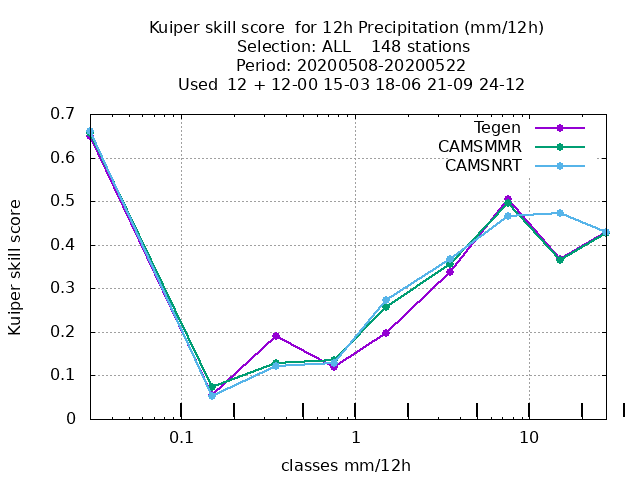 Kuiper skill score  for 12h Precipitation (mm/12h)
Selection: ALL    148 stations
Period: 20200508-20200522
Used  12 + 12-00 15-03 18-06 21-09 24-12
Tegen
CAMSMMR
CAMSNRT
0.7
0.6
0.5
0.4
0.3
0.2
0.1
0
Kuiper skill score
0.1 1 10
classes mm/12h